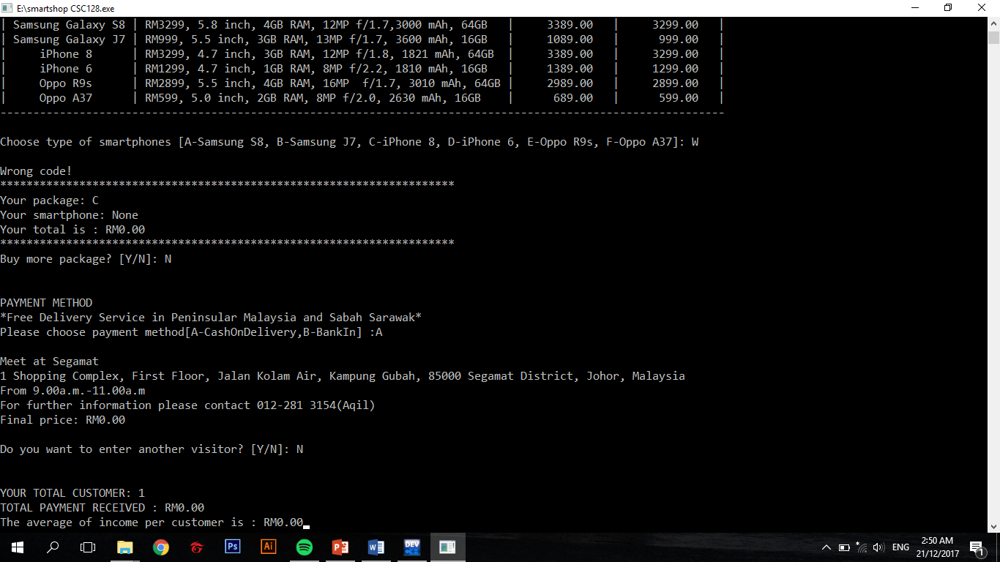 E:\smartshop CSC128.exe
| Samsung Galaxy S8 | RM3299, 5.8 inch, 4GB RAM, 12MP f/1.7,3000 mAh, 64GB | 3389.00 | 3299.00 |
| Samsung Galaxy J7 | RM999, 5.5 inch, 3GB RAM, 13MP f/1.7, 3600 mAh, 16GB | 1089.00 | 999.00 |
| iPhone 8 | RM3299, 4.7 inch, 3GB RAM, 12MP f/1.8, 1821 mAh, 64GB | 3389.00 | 3299.00 |
| iPhone 6 | RM1299, 4.7 inch, 1GB RAM, 8MP f/2.2, 1810 mAh, 16GB | 1389.00 | 1299.00 |
| Oppo R9s | RM2899, 5.5 inch, 4GB RAM, 16MP f/1.7, 3010 mAh, 64GB | 2989.00 | 2899.00 |
| Oppo A37 | RM599, 5.0 inch, 2GB RAM, 8MP f/2.0, 2630 mAh, 16GB | 689.00 | 599.00 |
--------------------------------------------------------------------------------------------------------------
Choose type of smartphones [A-Samsung S8, B-Samsung J7, C-iPhone 8, D-iPhone 6, E-Oppo R9s, F-Oppo A37]: W
Wrong code!
*********************************************************************
Your package: C
Your smartphone: None
Your total is : RM0.00
*********************************************************************
Buy more package? [Y/N]: N
PAYMENT METHOD
*Free Delivery Service in Peninsular Malaysia and Sabah Sarawak*
Please choose payment method[A-CashOnDelivery,B-BankIn] :A
Meet at Segamat
1 Shopping Complex, First Floor, Jalan Kolam Air, Kampung Gubah, 85000 Segamat District, Johor, Malaysia
From 9.00a.m.-11.00a.m
For further information please contact 012-281 3154(Aqil)
Final price: RM0.00
Do you want to enter another visitor? [Y/N]: N
YOUR TOTAL CUSTOMER: 1
TOTAL PAYMENT RECEIVED : RM0.00
The average of income per customer is : RM0.00
Ps
Ai
DEV
ENG
2:50 AM
21/12/2017
1